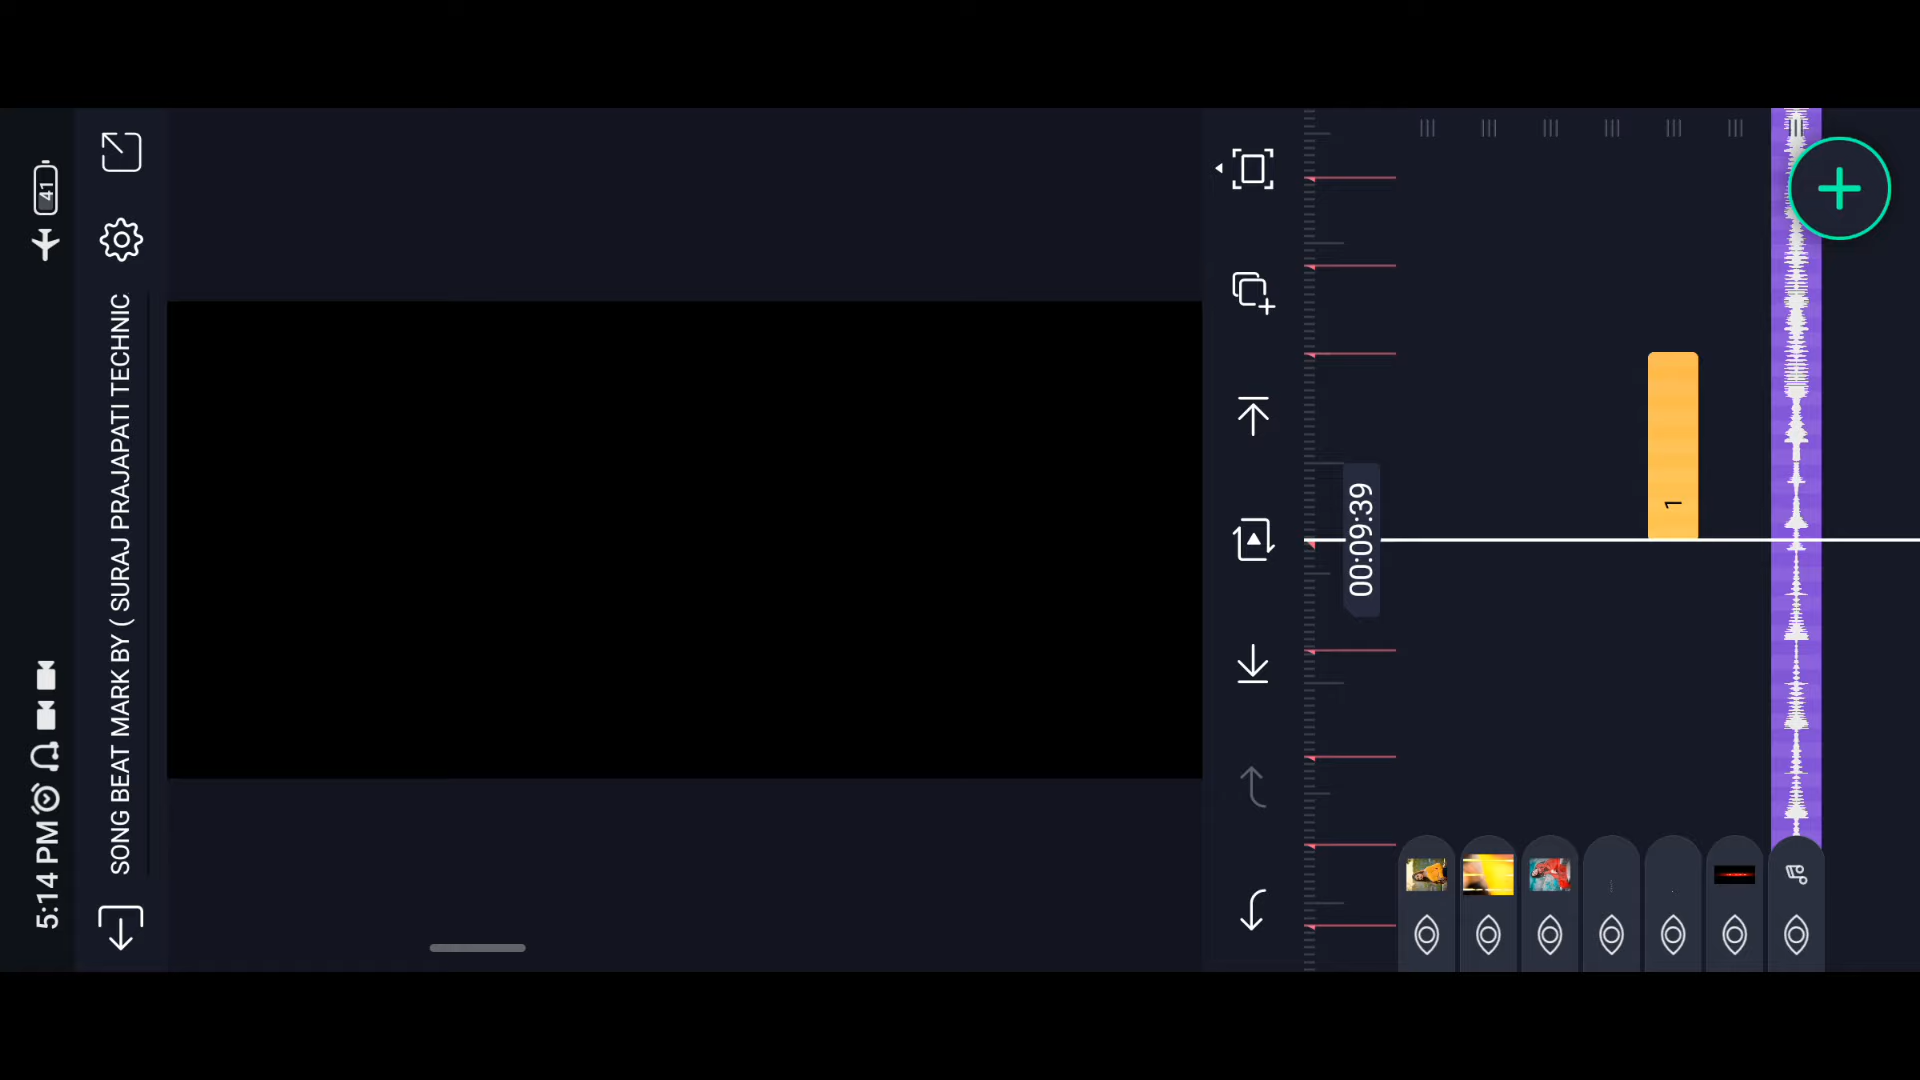 5:14 PM
41
SONG BEAT MARK BY ( SURAJ PRAJAPATI TECHNIC
00:09:39
1